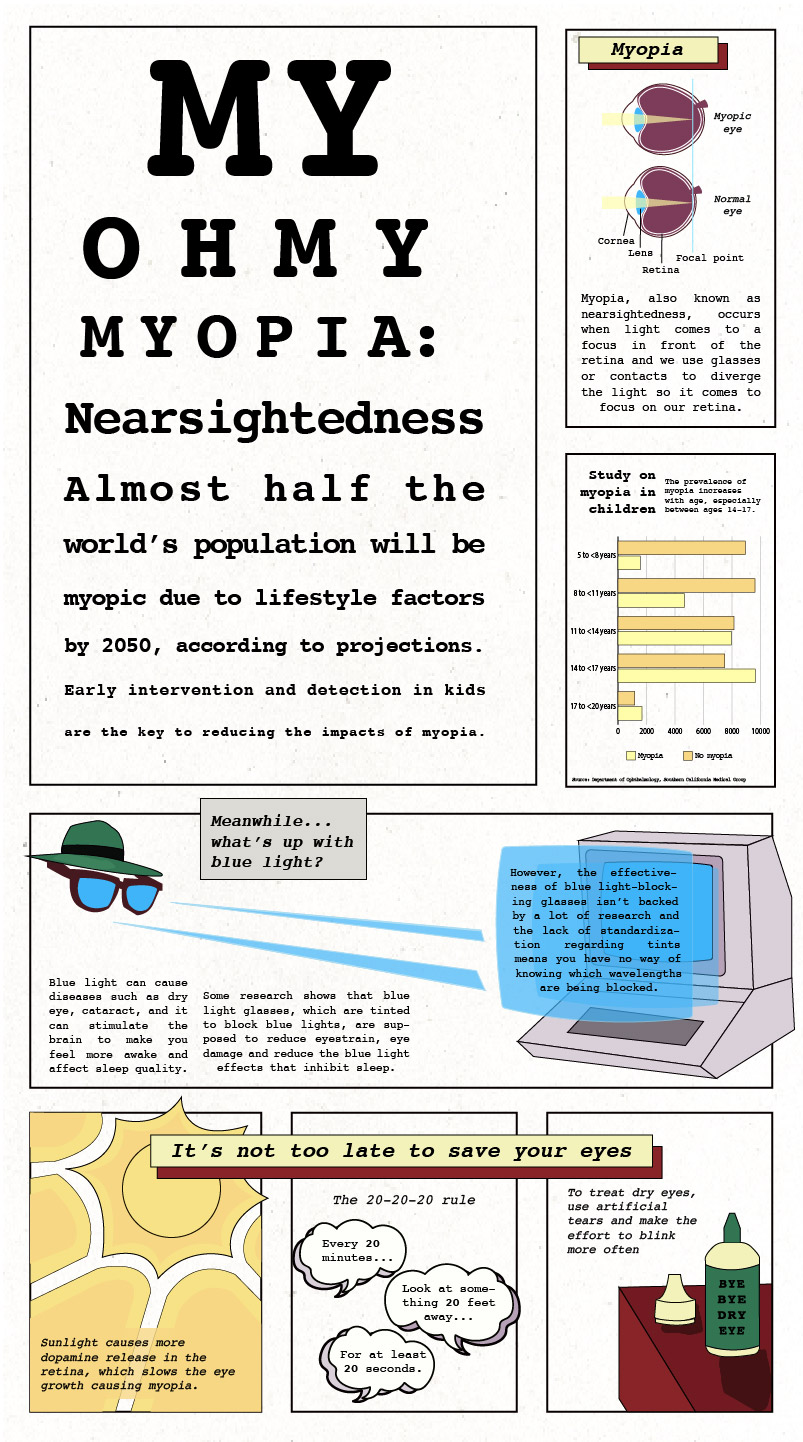 MY
OHMY
MYOPIA:
Nearsightedness
Almost half the
world's population will be
myopic due to lifestyle factors
by 2050, according to projections.
Early intervention and detection in kids
are the key to reducing the impacts of myopia.
Myopia
Myopic
eye
Normal
eye
Cornea
Lens
Focal point
Retina
Myopia, also known as
nearsightedness, occurs
when light comes to a
focus in front of the
retina and we use glasses
or contacts to diverge
the light so it comes to
focus on our retina.
Study on
myopia in
children
The prevalence of
myopia increases
with age, especially
between ages 14-17.
5 to <8 years
8 to <11 years
11 to <14 years
14 to <17 years
17 to <20 years
0 2000 4000 6000 8000 10000
Myopia No myopia
Source: Department of Ophthalmology, Southern California Medical Group
Meanwhile...
what's up with
blue light?
Blue light can cause
diseases such as dry
eye, cataract, and it
can stimulate the
brain to make you
feel more awake and
affect sleep quality.
Some research shows that blue
light glasses, which are tinted
to block blue lights, are sup-
posed to reduce eyestrain, eye
damage and reduce the blue light
effects that inhibit sleep.
However, the effective-
ness of blue light-block-
ing glasses isn't backed
by a lot of research and
the lack of standardiza-
tion regarding tints
means you have no way of
knowing which wavelengths
are being blocked.
It's not too late to save your eyes
Sunlight causes more
dopamine release in the
retina, which slows the eye
growth causing myopia.
The 20-20-20 rule
Every 20
minutes...
Look at some-
thing 20 feet
away...
For at least
20 seconds.
To treat dry eyes,
use artificial
tears and make the
effort to blink
more often
BYE
BYE
DRY
EYE